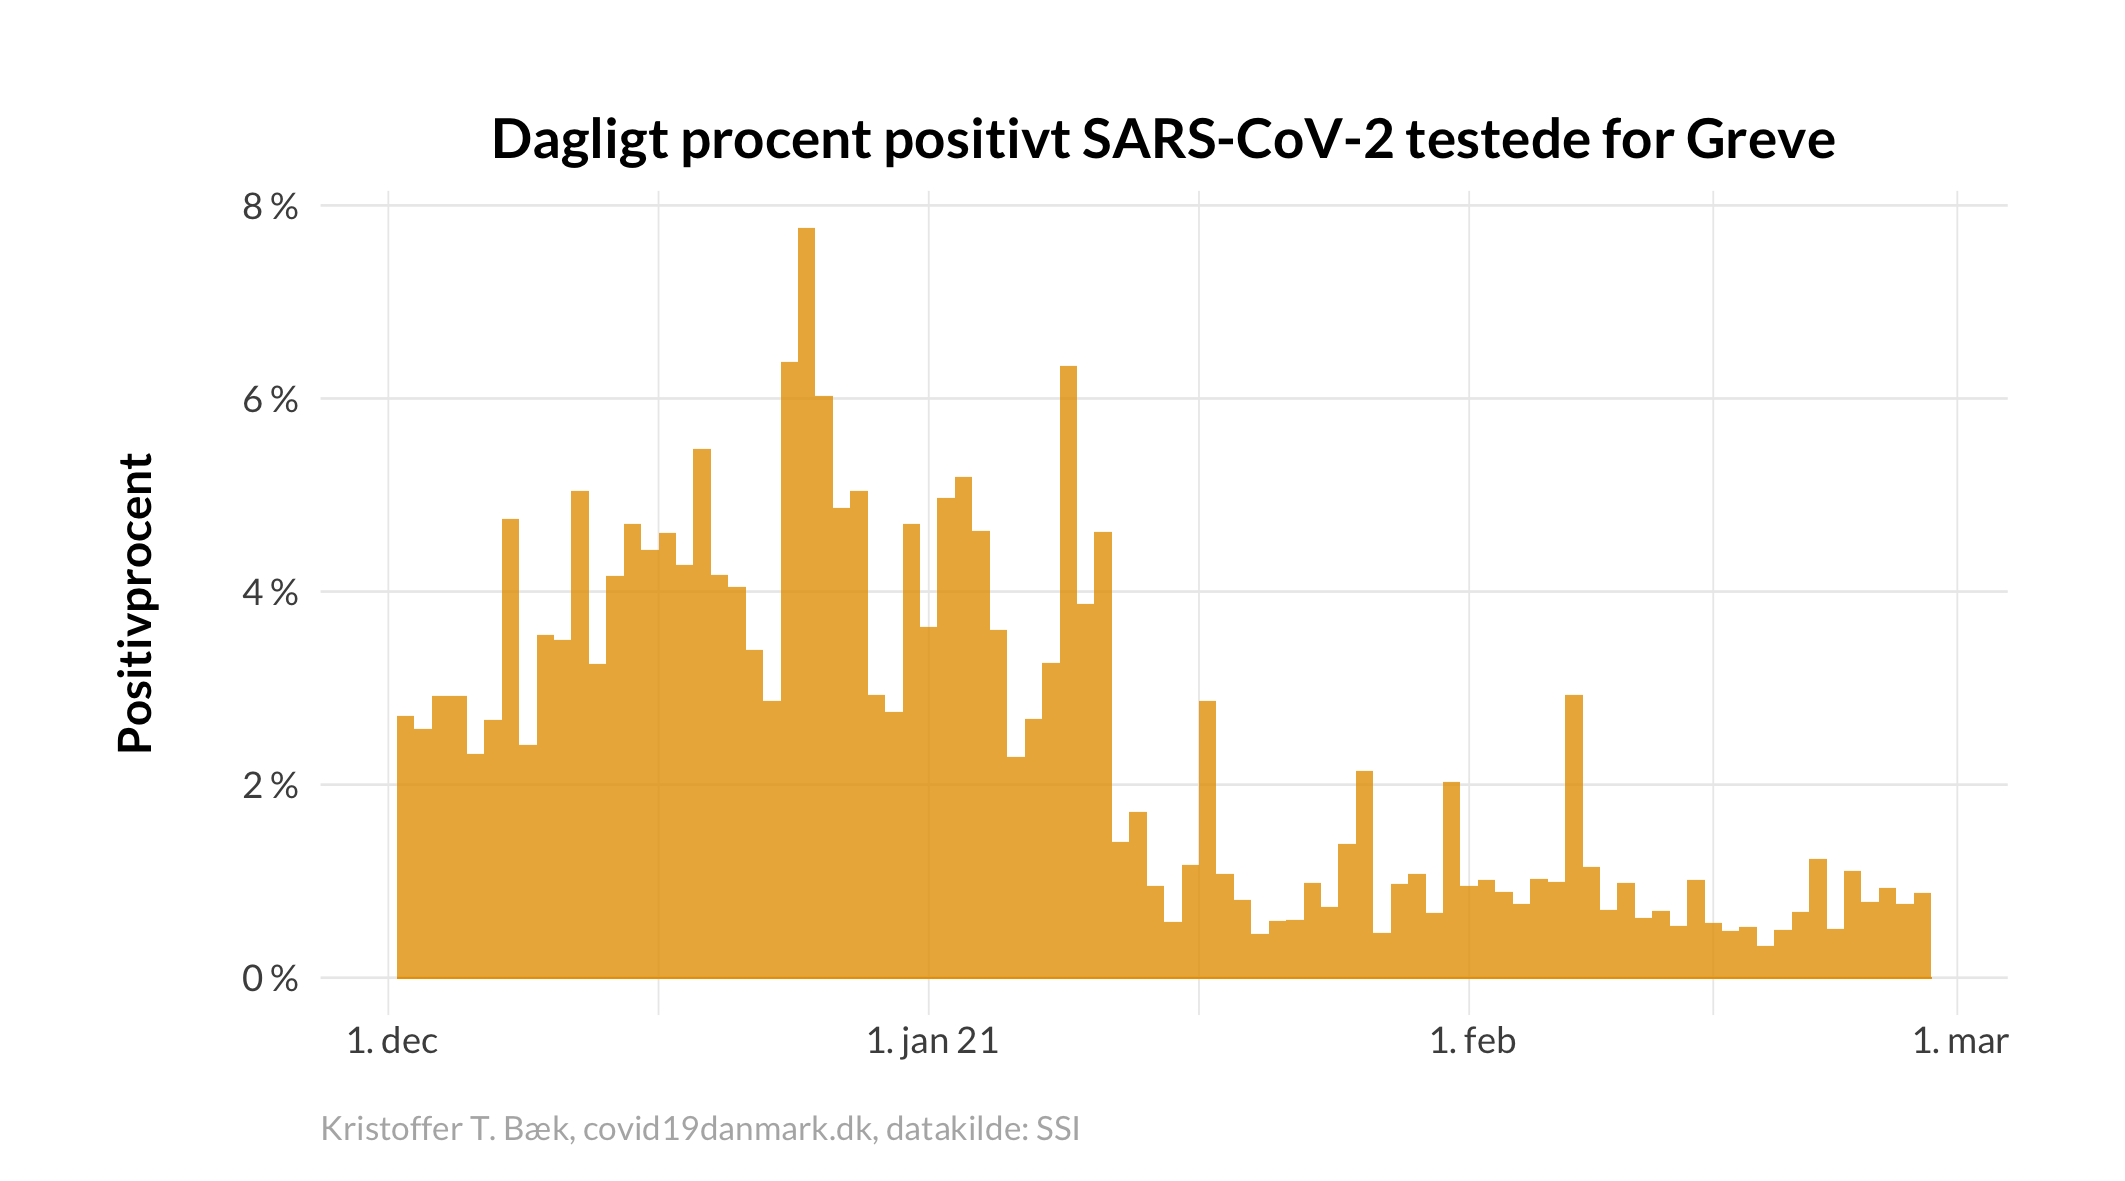 Dagligt procent positivt SARS-CoV-2 testede for Greve
Positivprocent
8 %
6 %
4 %
2 %
0 %
1. dec
1. jan 21
1. feb
1. mar
Kristoffer T. Bæk, covid19danmark.dk, datakilde: SSI